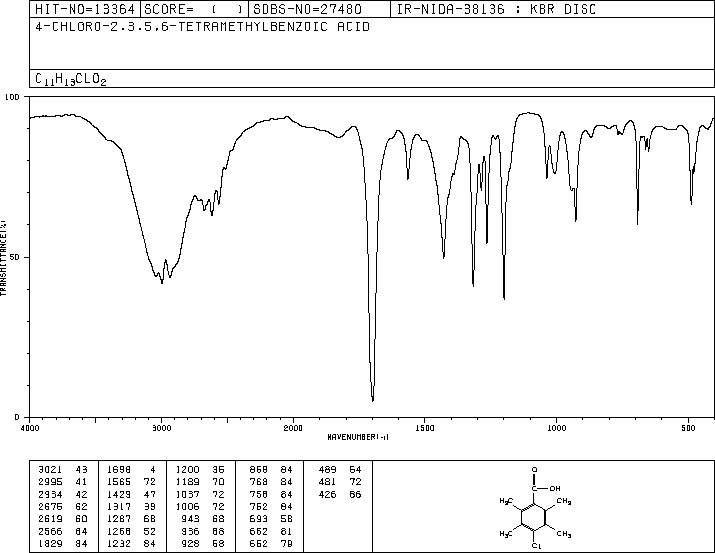 HIT-NO=13364 SCORE= ( ) SDBS-NO=27480 IR-NIDA-38136 : KBR DISC
4-CHLORO-2,3,5,6-TETRAMETHYLBENZOIC ACID
C11H13CLO2
100
50
0
TRANSMITTANCE(%)
4000 3000 2000 1500 1000 500
WAVENUMBER(-1)
3021 43 1698 4 1200 35 868 84 489 64
2995 41 1565 72 1189 70 768 84 481 72
2934 42 1429 47 1037 72 758 84 426 86
2675 62 1317 39 1006 72 752 84
2619 60 1287 68 943 68 693 58
2566 64 1268 52 936 68 662 81
1829 84 1232 84 928 58 652 79
O
C OH
H3C CH3
H3C CH3
Cl